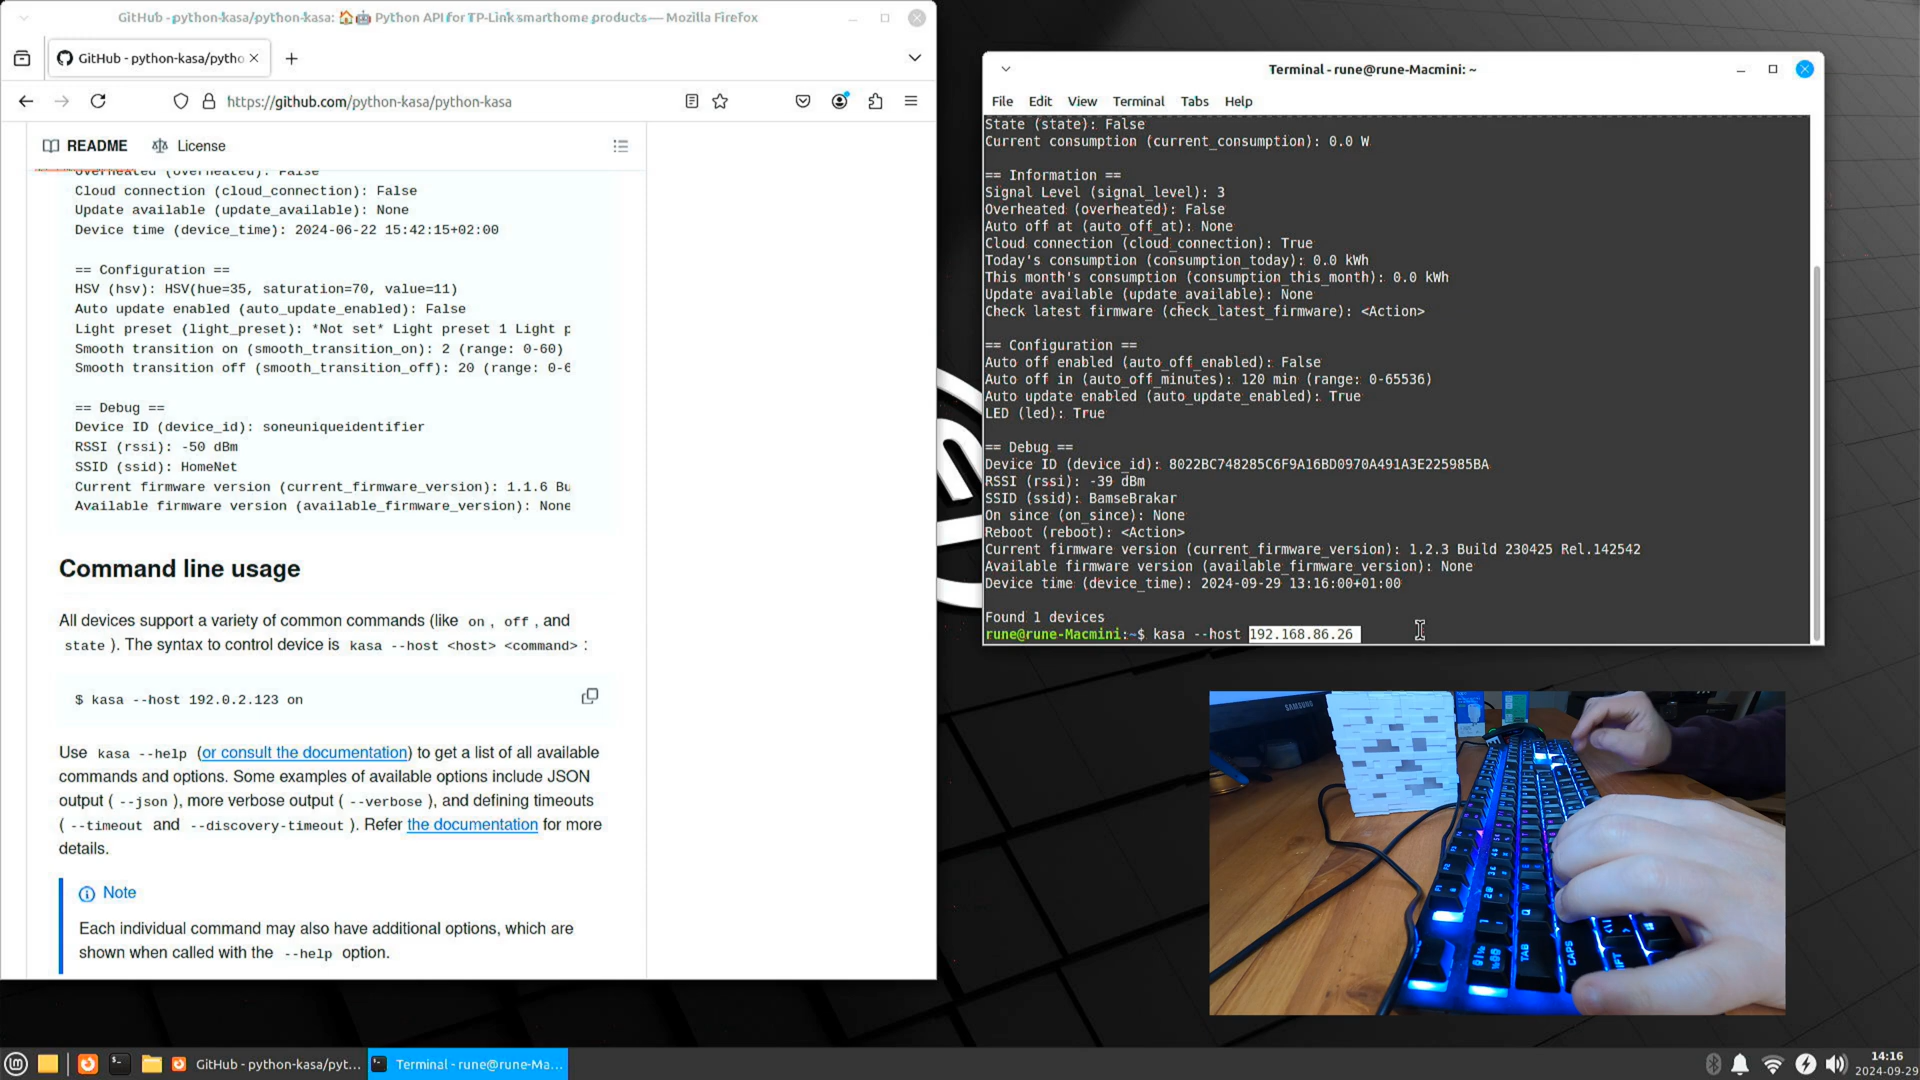 GitHub - python-kasa/python-kasa: 🏠🤖 Python API for TP-Link smarthome products — Mozilla Firefox
GitHub - python-kasa/pytho
https://github.com/python-kasa/python-kasa
README
License
Overheated (overheated): False
Cloud connection (cloud_connection): False
Update available (update_available): None
Device time (device_time): 2024-06-22 15:42:15+02:00
== Configuration ==
HSV (hsv): HSV(hue=35, saturation=70, value=11)
Auto update enabled (auto_update_enabled): False
Light preset (light_preset): *Not set* Light preset 1 Light p
Smooth transition on (smooth_transition_on): 2 (range: 0-60)
Smooth transition off (smooth_transition_off): 20 (range: 0-6
== Debug ==
Device ID (device_id): soneuniqueidentifier
RSSI (rssi): -50 dBm
SSID (ssid): HomeNet
Current firmware version (current_firmware_version): 1.1.6 Bu
Available firmware version (available_firmware_version): None
Command line usage
All devices support a variety of common commands (like on, off, and
state). The syntax to control device is kasa --host <host> <command> :
$ kasa --host 192.0.2.123 on
Use kasa --help (or consult the documentation) to get a list of all available
commands and options. Some examples of available options include JSON
output ( --json ), more verbose output ( --verbose ), and defining timeouts
( --timeout and --discovery-timeout ). Refer the documentation for more
details.
Note
Each individual command may also have additional options, which are
shown when called with the --help option.
Terminal - rune@rune-Macmini: ~
File Edit View Terminal Tabs Help
State (state): False
Current consumption (current_consumption): 0.0 W
== Information ==
Signal Level (signal_level): 3
Overheated (overheated): False
Auto off at (auto_off_at): None
Cloud connection (cloud_connection): True
Today's consumption (consumption_today): 0.0 kWh
This month's consumption (consumption_this_month): 0.0 kWh
Update available (update_available): None
Check latest firmware (check_latest_firmware): <Action>
== Configuration ==
Auto off enabled (auto_off_enabled): False
Auto off in (auto_off_minutes): 120 min (range: 0-65536)
Auto update enabled (auto_update_enabled): True
LED (led): True
== Debug ==
Device ID (device_id): 8022BC748285C6F9A16BD0970A491A3E225985BA
RSSI (rssi): -39 dBm
SSID (ssid): BamseBrakar
On since (on_since): None
Reboot (reboot): <Action>
Current firmware version (current_firmware_version): 1.2.3 Build 230425 Rel.142542
Available firmware version (available_firmware_version): None
Device time (device_time): 2024-09-29 13:16:00+01:00
Found 1 devices
rune@rune-Macmini:~$ kasa --host 192.168.86.26
SAMSUNG
TAB
CAPS
GitHub - python-kasa/pyt...
Terminal - rune@rune-Ma...
14:16
2024-09-29